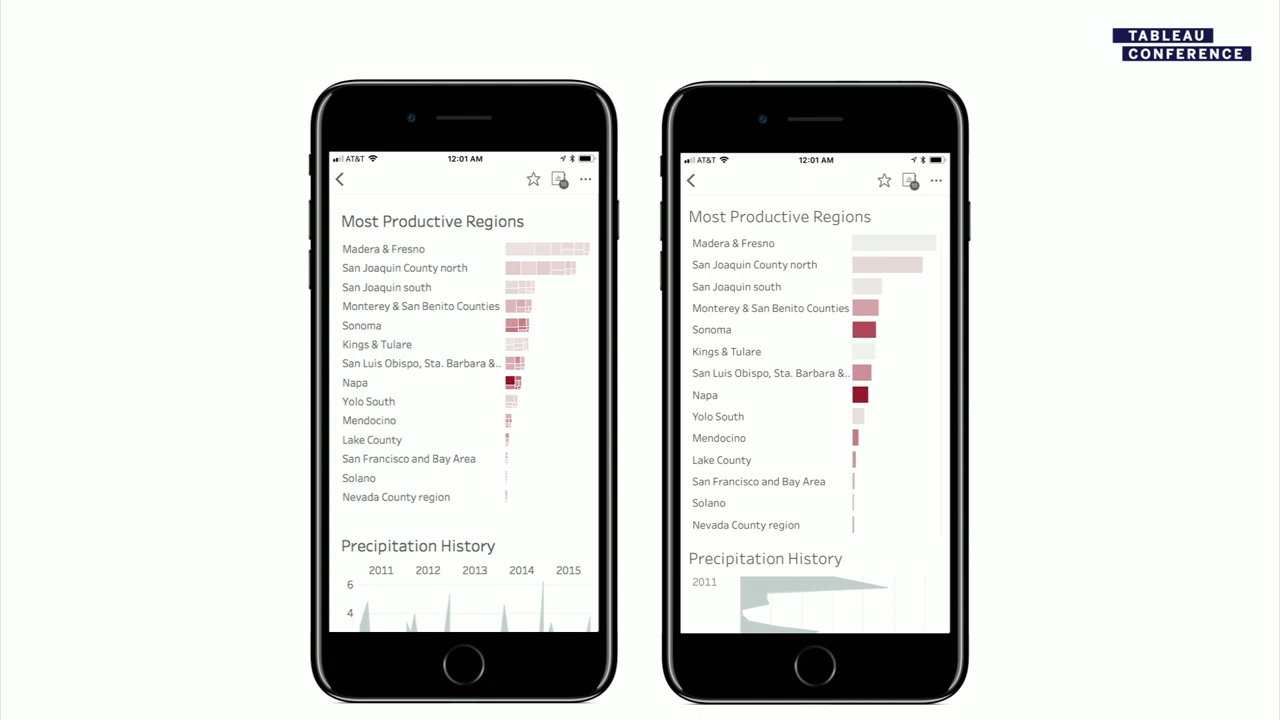 TABLEAU
CONFERENCE
AT&T 12:01 AM
Most Productive Regions
Madera & Fresno
San Joaquin County north
San Joaquin south
Monterey & San Benito Counties
Sonoma
Kings & Tulare
San Luis Obispo, Sta. Barbara &..
Napa
Yolo South
Mendocino
Lake County
San Francisco and Bay Area
Solano
Nevada County region
Precipitation History
2011 2012 2013 2014 2015
6
4
AT&T 12:01 AM
Most Productive Regions
Madera & Fresno
San Joaquin County north
San Joaquin south
Monterey & San Benito Counties
Sonoma
Kings & Tulare
San Luis Obispo, Sta. Barbara &..
Napa
Yolo South
Mendocino
Lake County
San Francisco and Bay Area
Solano
Nevada County region
Precipitation History
2011